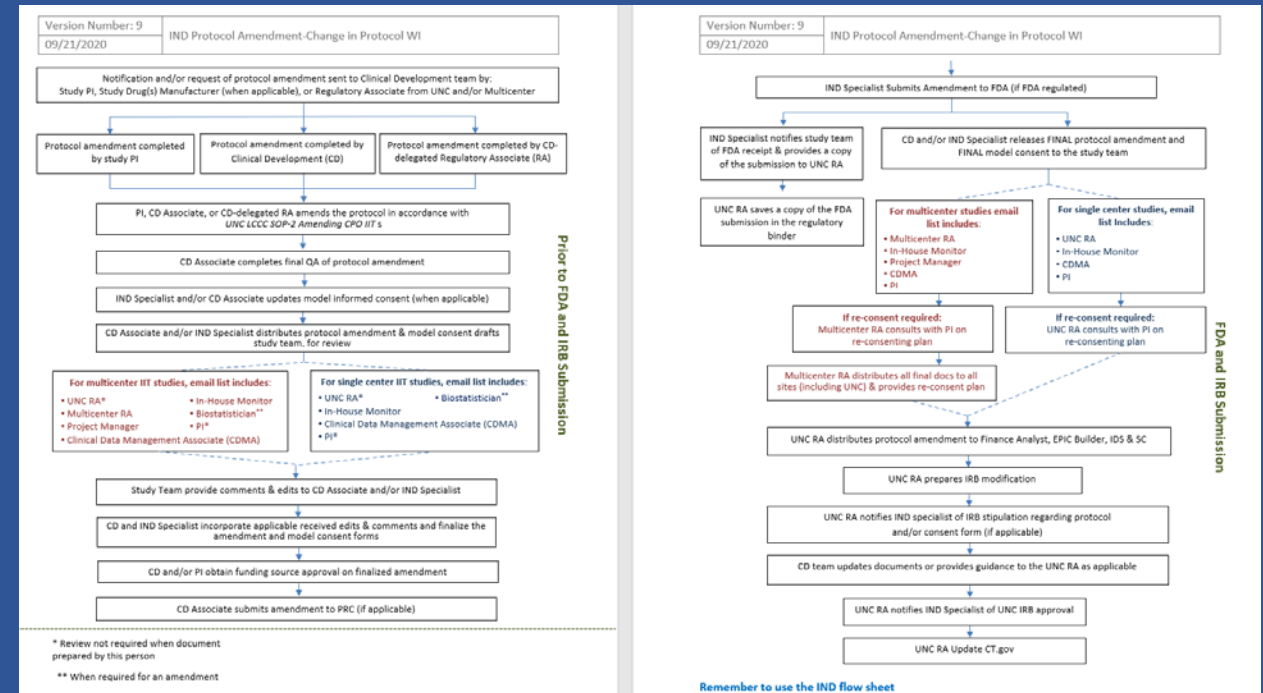 Version Number: 9
09/21/2020
IND Protocol Amendment-Change in Protocol WI
Notification and/or request of protocol amendment sent to Clinical Development team by:
Study PI, Study Drug(s) Manufacturer (when applicable), or Regulatory Associate from UNC and/or Multicenter
Protocol amendment completed
by study PI
Protocol amendment completed by
Clinical Development (CD)
Protocol amendment completed by CD-
delegated Regulatory Associate (RA)
PI, CD Associate, or CD-delegated RA amends the protocol in accordance with
UNC LCCC SOP-2 Amending CPO IIT s
CD Associate completes final QA of protocol amendment
IND Specialist and/or CD Associate updates model informed consent (when applicable)
CD Associate and/or IND Specialist distributes protocol amendment & model consent drafts
study team, for review
For multicenter IIT studies, email list includes:
• UNC RA*
• Multicenter RA
• Project Manager
• Clinical Data Management Associate (CDMA)
• In-House Monitor
• Biostatistician**
• PI*
For single center IIT studies, email list includes:
• UNC RA*
• In-House Monitor
• Clinical Data Management Associate (CDMA)
• PI*
• Biostatistician**
Study Team provide comments & edits to CD Associate and/or IND Specialist
CD and IND Specialist incorporate applicable received edits & comments and finalize the
amendment and model consent forms
CD and/or PI obtain funding source approval on finalized amendment
CD Associate submits amendment to PRC (if applicable)
Prior to FDA and IRB Submission
* Review not required when document
prepared by this person
** When required for an amendment
Version Number: 9
09/21/2020
IND Protocol Amendment-Change in Protocol WI
IND Specialist Submits Amendment to FDA (if FDA regulated)
IND Specialist notifies study team
of FDA receipt & provides a copy
of the submission to UNC RA
UNC RA saves a copy of the FDA
submission in the regulatory
binder
CD and/or IND Specialist releases FINAL protocol amendment and
FINAL model consent to the study team
For multicenter studies email
list includes:
• Multicenter RA
• In-House Monitor
• Project Manager
• CDMA
• PI
For single center studies, email
list Includes:
• UNC RA
• In-House Monitor
• CDMA
• PI
If re-consent required:
Multicenter RA consults with PI on
re-consenting plan
If re-consent required:
UNC RA consults with PI on
re-consenting plan
Multicenter RA distributes all final docs to all
sites (including UNC) & provides re-consent plan
UNC RA distributes protocol amendment to Finance Analyst, EPIC Builder, IDS & SC
UNC RA prepares IRB modification
UNC RA notifies IND specialist of IRB stipulation regarding protocol
and/or consent form (if applicable)
CD team updates documents or provides guidance to the UNC RA as applicable
UNC RA notifies IND Specialist of UNC IRB approval
UNC RA Update CT.gov
FDA and IRB Submission
Remember to use the IND flow sheet